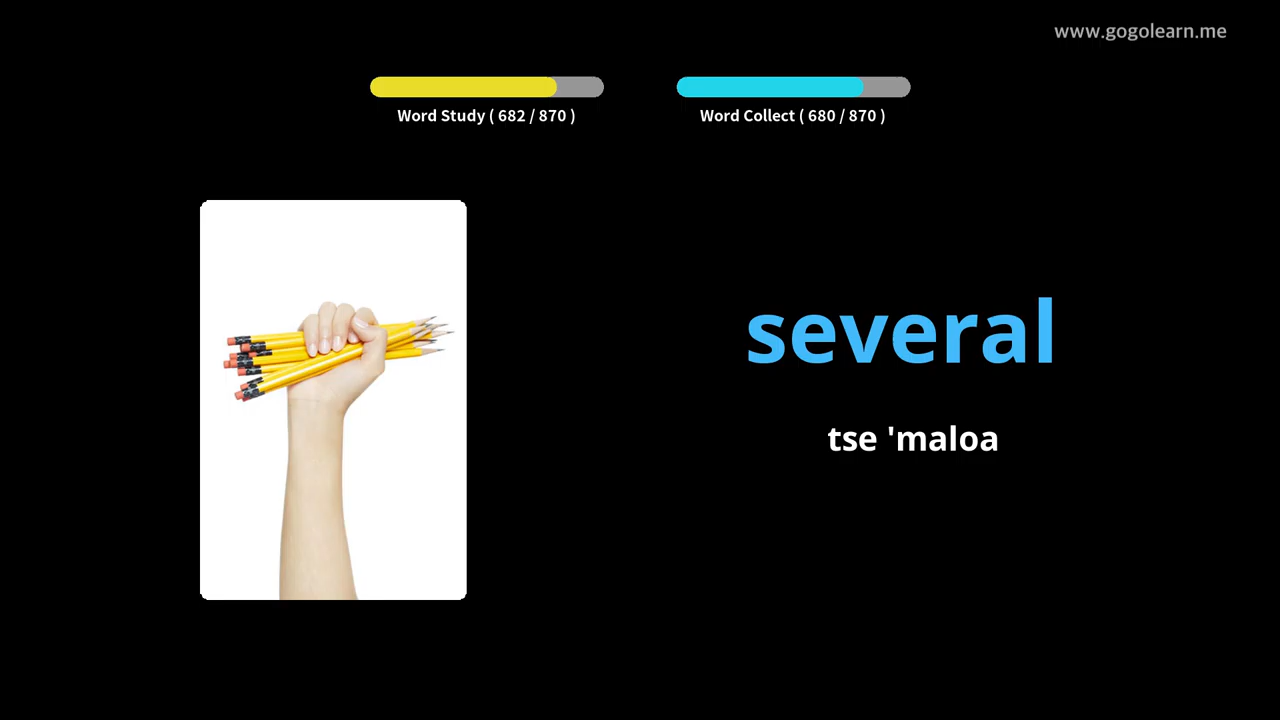 www.gogolearn.me
Word Study ( 682 / 870 )
Word Collect ( 680 / 870 )
several
tse 'maloa